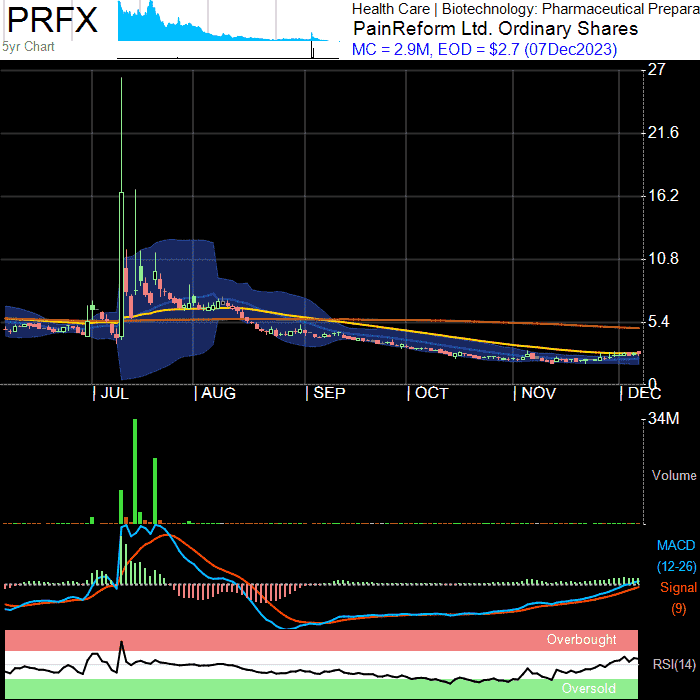 PRFX
5yr Chart
Health Care | Biotechnology: Pharmaceutical Prepara
PainReform Ltd. Ordinary Shares
MC = 2.9M, EOD = $2.7 (07Dec2023)
27
21.6
16.2
10.8
5.4
0
| JUL | AUG | SEP | OCT | NOV | DEC
34M
Volume
MACD
(12-26)
Signal
(9)
Overbought
RSI(14)
Oversold